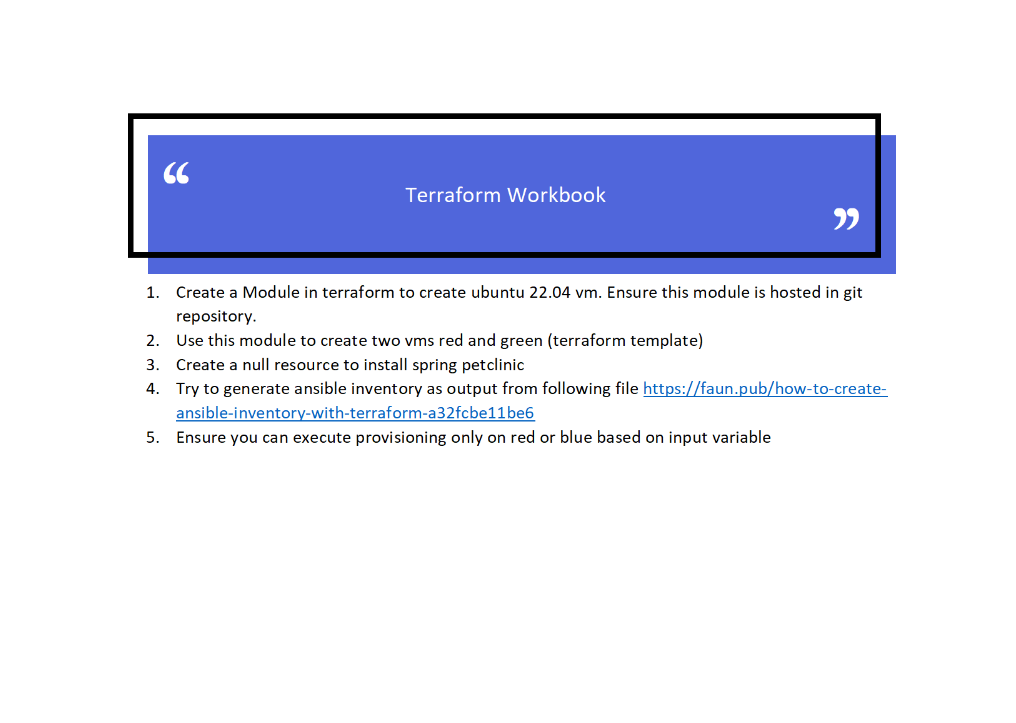 “
Terraform Workbook
”
1. Create a Module in terraform to create ubuntu 22.04 vm. Ensure this module is hosted in git
repository.
2. Use this module to create two vms red and green (terraform template)
3. Create a null resource to install spring petclinic
4. Try to generate ansible inventory as output from following file https://faun.pub/how-to-create-
ansible-inventory-with-terraform-a32fcbe11be6
5. Ensure you can execute provisioning only on red or blue based on input variable